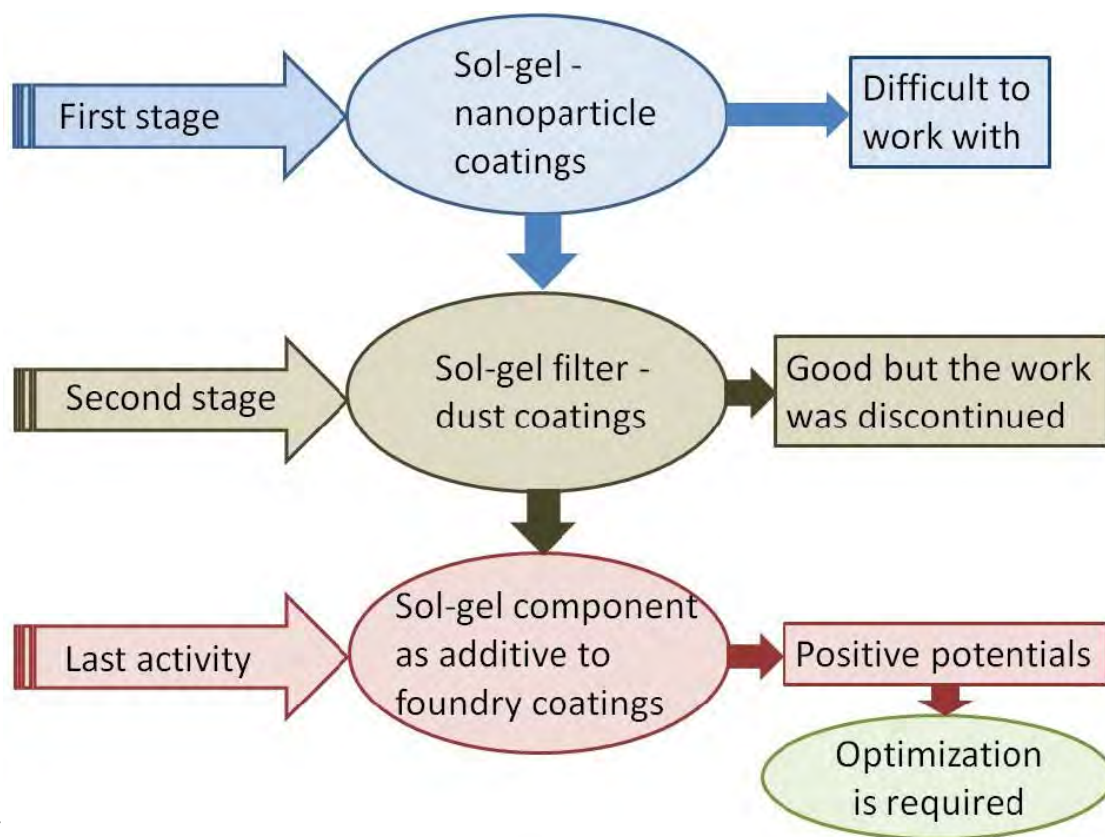 First stage
Sol-gel -
nanoparticle
coatings
Difficult to
work with
Second stage
Sol-gel filter -
dust coatings
Good but the work
was discontinued
Last activity
Sol-gel component
as additive to
foundry coatings
Positive potentials
Optimization
is required